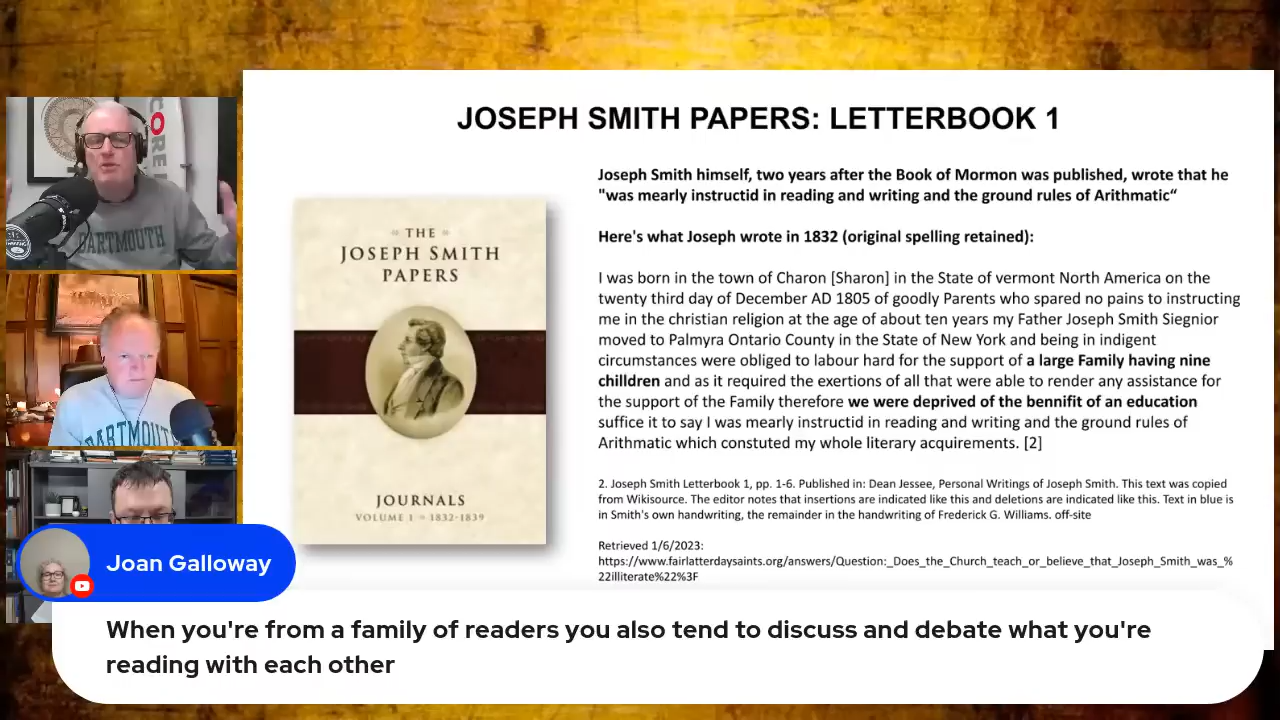 JOSEPH SMITH PAPERS: LETTERBOOK 1
Joseph Smith himself, two years after the Book of Mormon was published, wrote that he
"was mearly instructid in reading and writing and the ground rules of Arithmatic“
Here's what Joseph wrote in 1832 (original spelling retained):
I was born in the town of Charon [Sharon] in the State of vermont North America on the
twenty third day of December AD 1805 of goodly Parents who spared no pains to instructing
me in the christian religion at the age of about ten years my Father Joseph Smith Siegnior
moved to Palmyra Ontario County in the State of New York and being in indigent
circumstances were obliged to labour hard for the support of a large Family having nine
chilldren and as it required the exertions of all that were able to render any assistance for
the support of the Family therefore we were deprived of the bennifit of an education
suffice it to say I was mearly instructid in reading and writing and the ground rules of
Arithmatic which constuted my whole literary acquirements. [2]
2. Joseph Smith Letterbook 1, pp. 1-6. Published in: Dean Jessee, Personal Writings of Joseph Smith. This text was copied
from Wikisource. The editor notes that insertions are indicated like this and deletions are indicated like this. Text in blue is
in Smith's own handwriting, the remainder in the handwriting of Frederick G. Williams. off-site
Retrieved 1/6/2023:
https://www.fairlatterdaysaints.org/answers/Question:_Does_the_Church_teach_or_believe_that_Joseph_Smith_was_%
22illiterate%22%3F
THE
JOSEPH SMITH
PAPERS
JOURNALS
VOLUME 1 1832-1839
CORE
DARTMOUTH
DARTMOUT
Joan Galloway
When you're from a family of readers you also tend to discuss and debate what you're
reading with each other